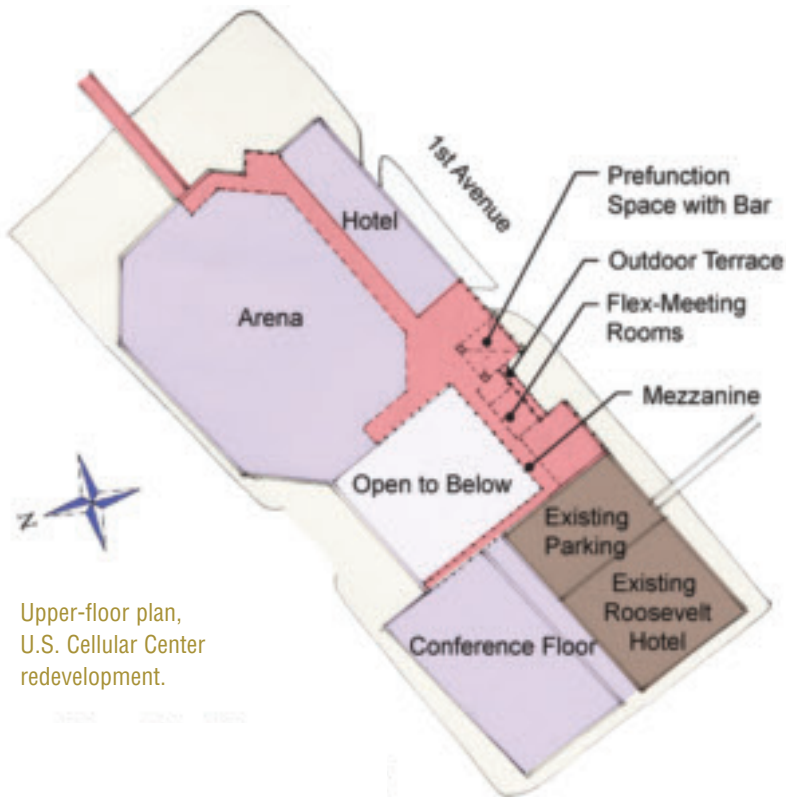 1st Avenue
Prefunction
Space with Bar
Hotel
Outdoor Terrace
Flex-Meeting
Rooms
Arena
Mezzanine
Open to Below
N
Existing
Parking
Existing
Roosevelt
Hotel
Conference Floor
Upper-floor plan,
U.S. Cellular Center
redevelopment.